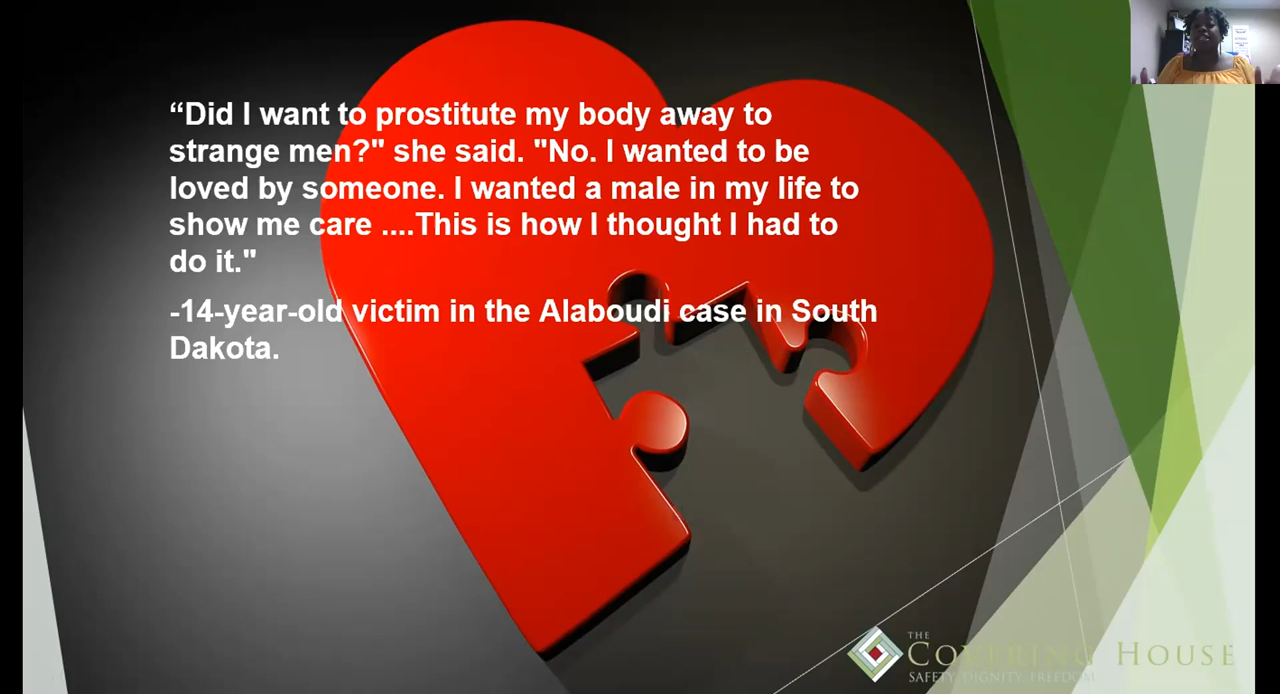 “Did I want to prostitute my body away to
strange men?" she said. "No. I wanted to be
loved by someone. I wanted a male in my life to
show me care ....This is how I thought I had to
do it."
-14-year-old victim in the Alaboudi case in South
Dakota.
THE
COVERING HOUSE
SAFETY. DIGNITY. FREEDOM.